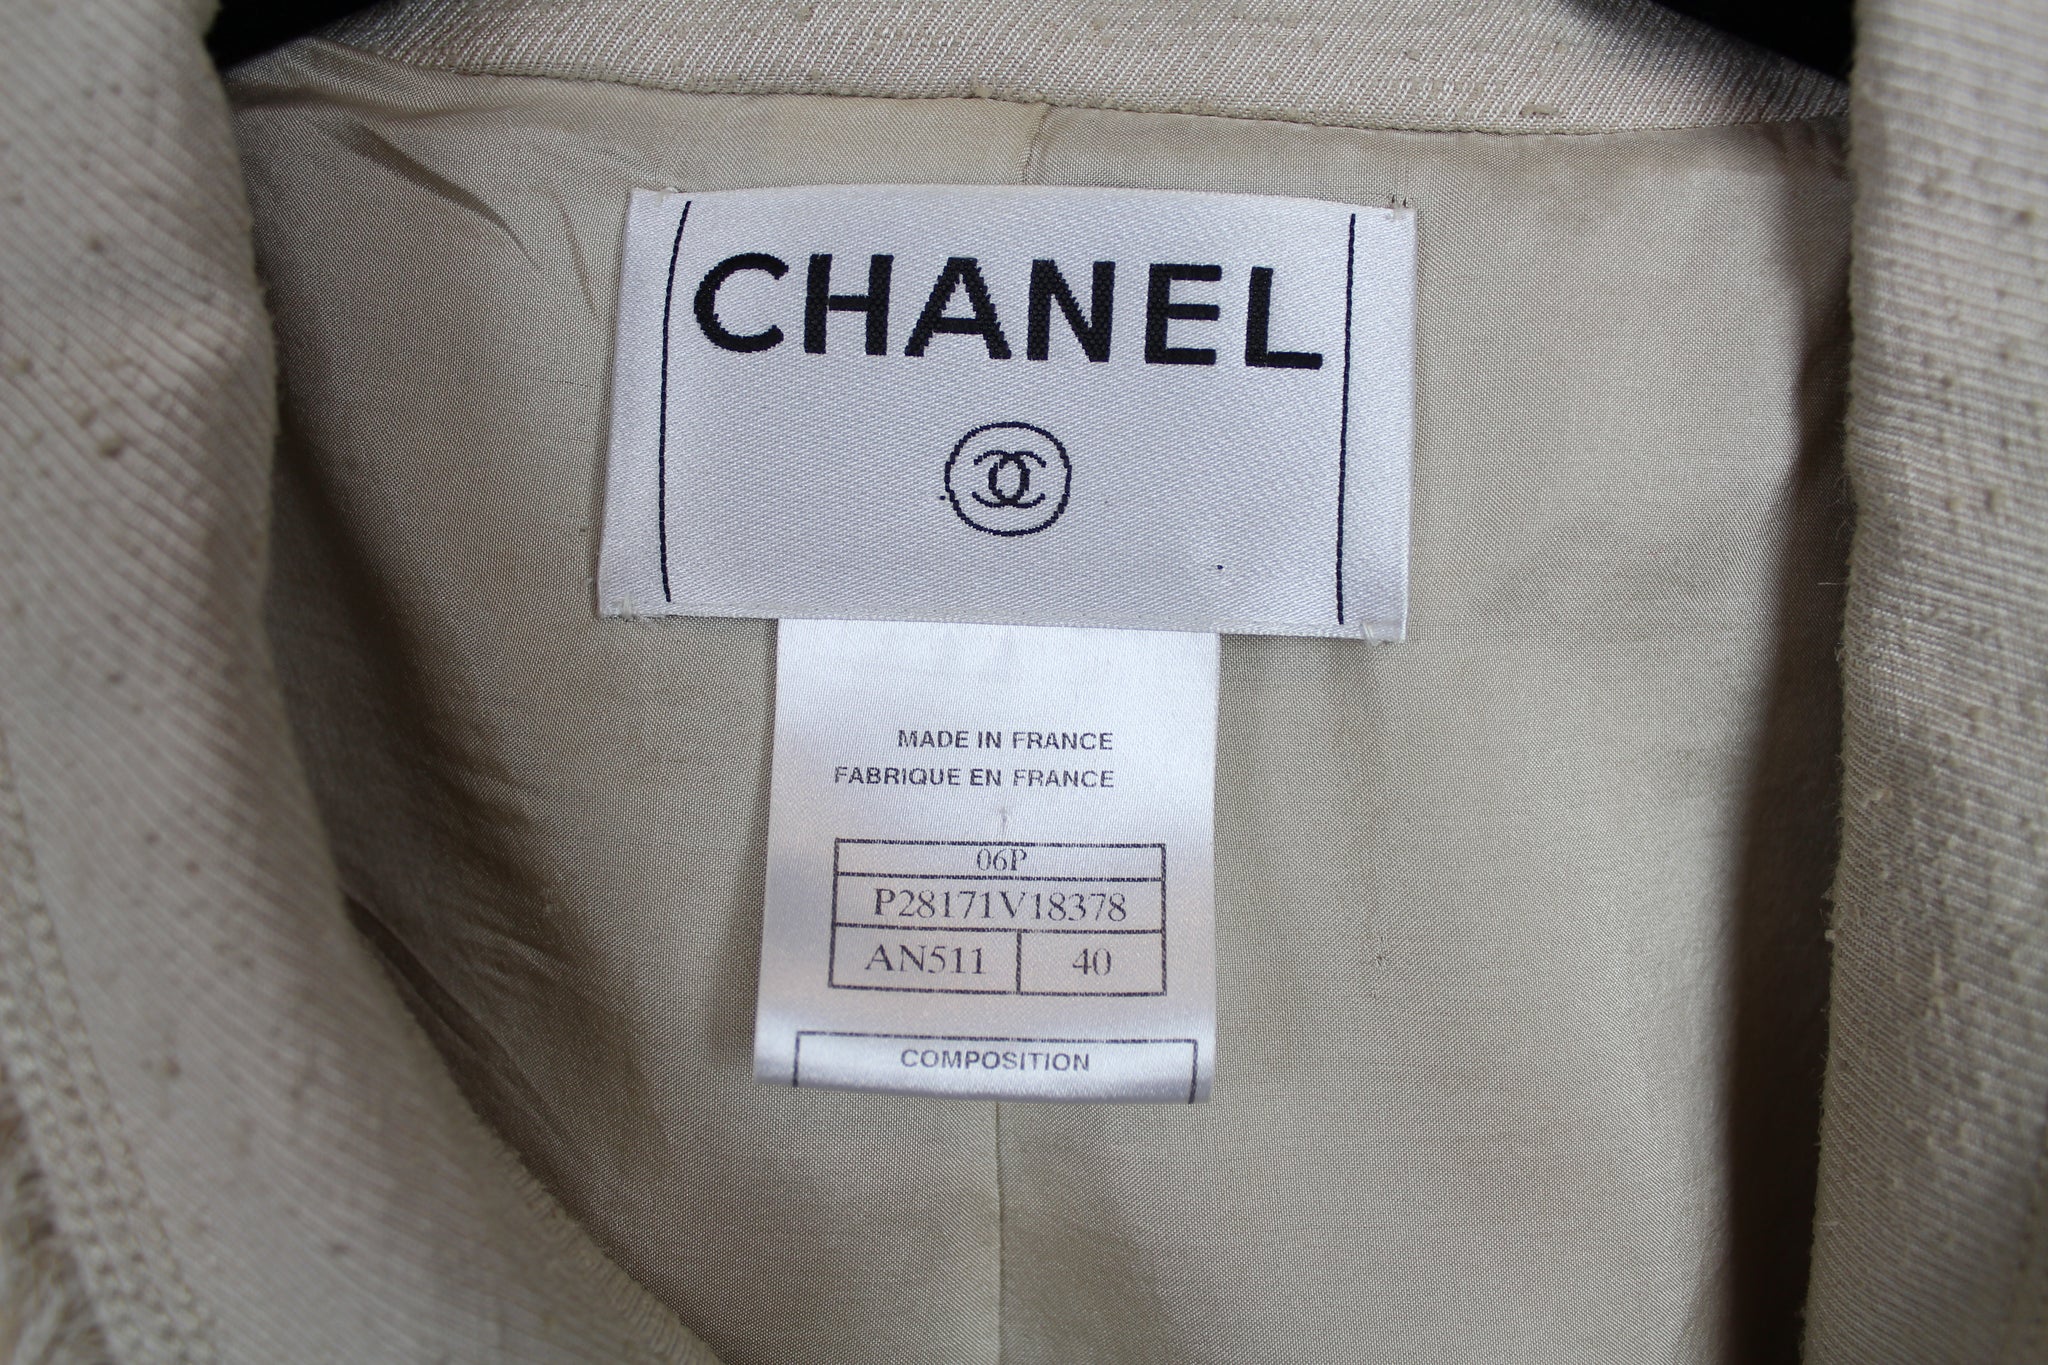 CHANEL
MADE IN FRANCE
FABRIQUE EN FRANCE
06P
P28171V18378
AN511 40
COMPOSITION